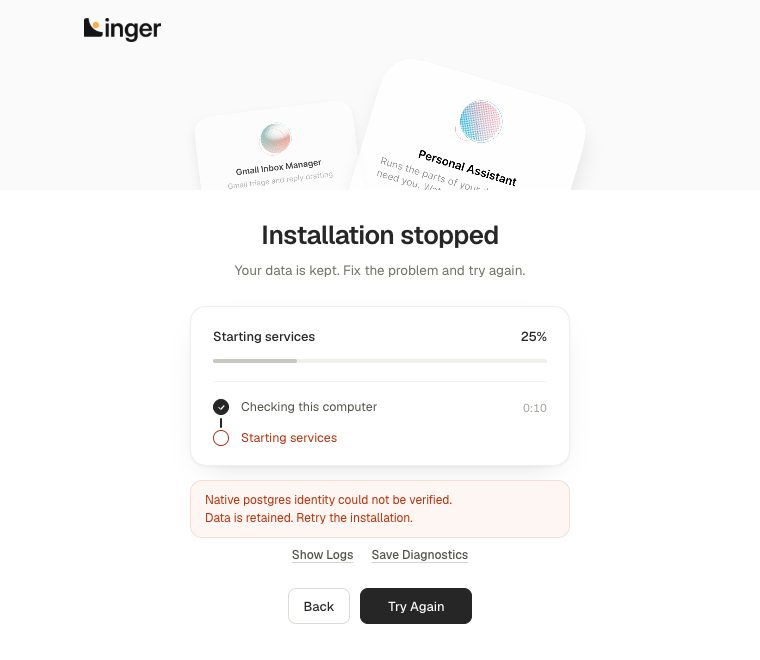 Linger
Gmail Inbox Manager
Gmail triage and reply drafting.
Personal Assistant
Runs the parts of your
need you.
Installation stopped
Your data is kept. Fix the problem and try again.
Starting services 25%
Checking this computer 0:10
Starting services
Native postgres identity could not be verified.
Data is retained. Retry the installation.
Show Logs Save Diagnostics
Back Try Again